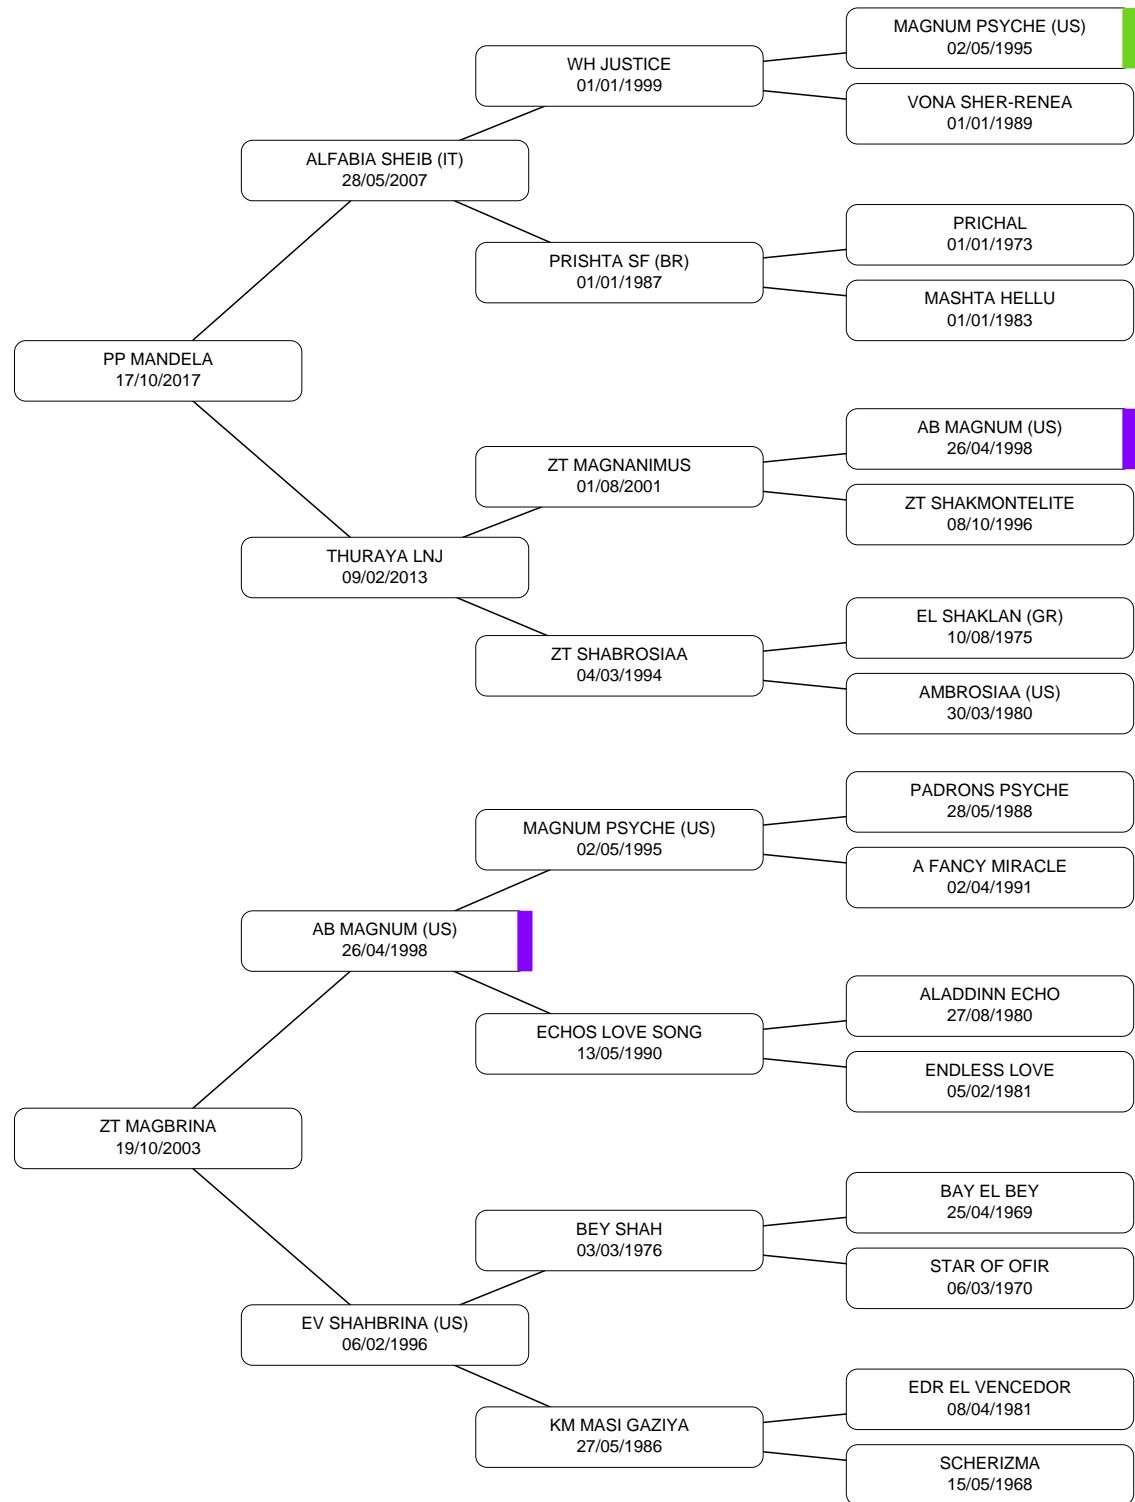 MAGNUM PSYCHE (US)
02/05/1995
WH JUSTICE
01/01/1999
VONA SHER-RENEA
01/01/1989
ALFABIA SHEIB (IT)
28/05/2007
PRICHAL
01/01/1973
PRISHTA SF (BR)
01/01/1987
MASHTA HELLU
01/01/1983
PP MANDELA
17/10/2017
AB MAGNUM (US)
26/04/1998
ZT MAGNANIMUS
01/08/2001
ZT SHAKMONTELITE
08/10/1996
THURAYA LNJ
09/02/2013
EL SHAKLAN (GR)
10/08/1975
ZT SHABROSIAA
04/03/1994
AMBROSIAA (US)
30/03/1980
PADRONS PSYCHE
28/05/1988
MAGNUM PSYCHE (US)
02/05/1995
A FANCY MIRACLE
02/04/1991
AB MAGNUM (US)
26/04/1998
ALADDINN ECHO
27/08/1980
ECHOS LOVE SONG
13/05/1990
ENDLESS LOVE
05/02/1981
ZT MAGBRINA
19/10/2003
BAY EL BEY
25/04/1969
BEY SHAH
03/03/1976
STAR OF OFIR
06/03/1970
EV SHAHBRINA (US)
06/02/1996
EDR EL VENCEDOR
08/04/1981
KM MASI GAZIYA
27/05/1986
SCHERIZMA
15/05/1968